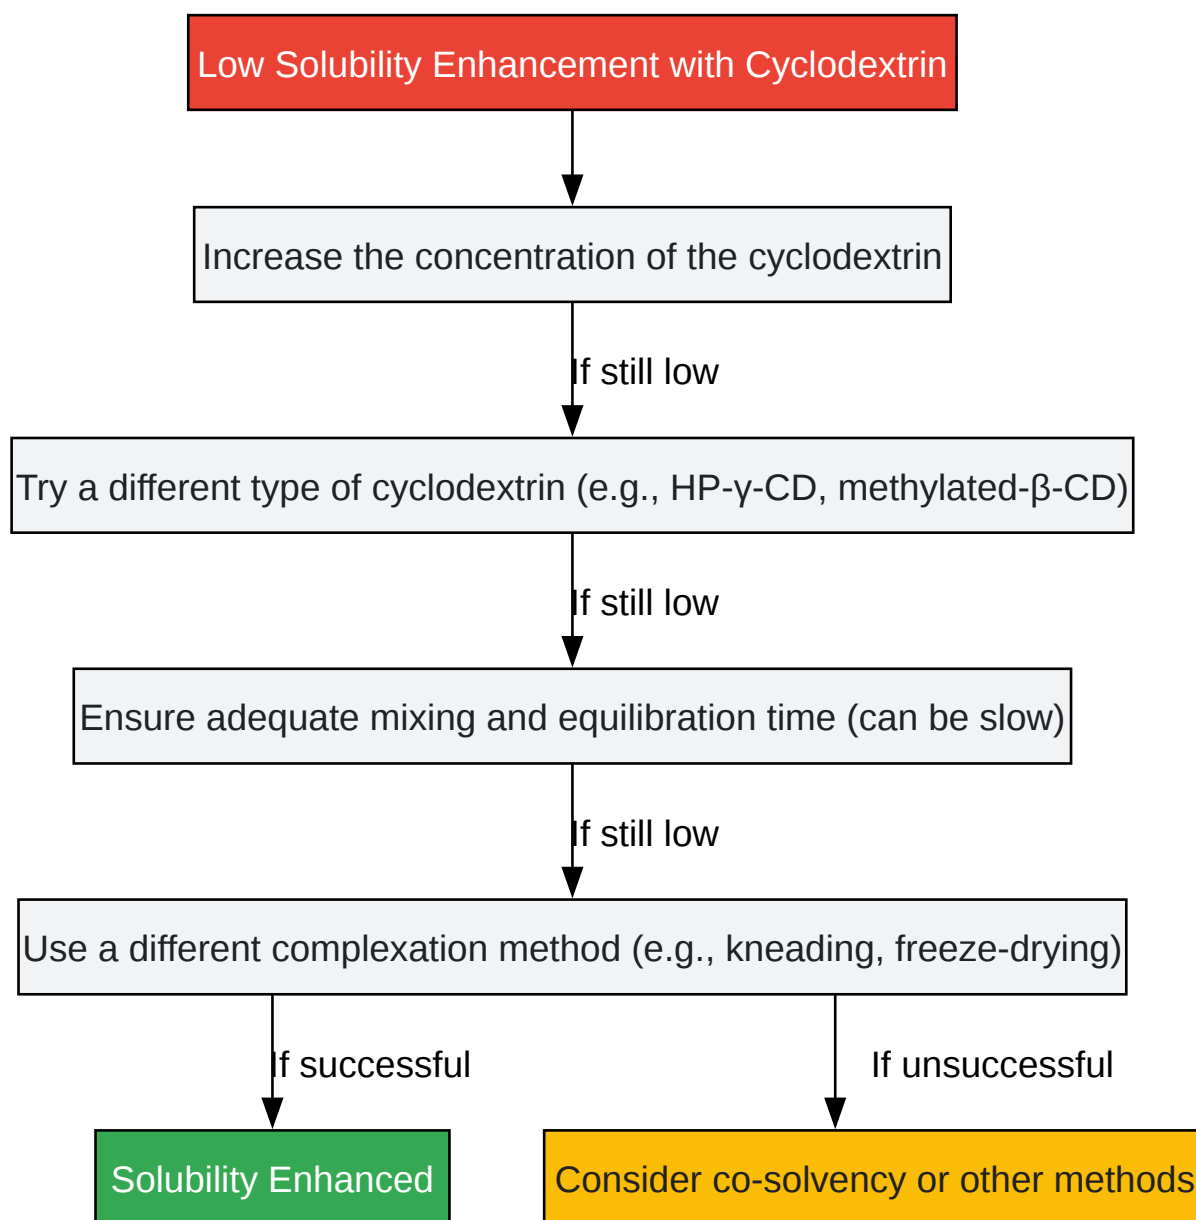 Low Solubility Enhancement with Cyclodextrin
Increase the concentration of the cyclodextrin
If still low
Try a different type of cyclodextrin (e.g., HP-γ-CD, methylated-β-CD)
If still low
Ensure adequate mixing and equilibration time (can be slow)
If still low
Use a different complexation method (e.g., kneading, freeze-drying)
If successful
If unsuccessful
Solubility Enhanced
Consider co-solvency or other methods